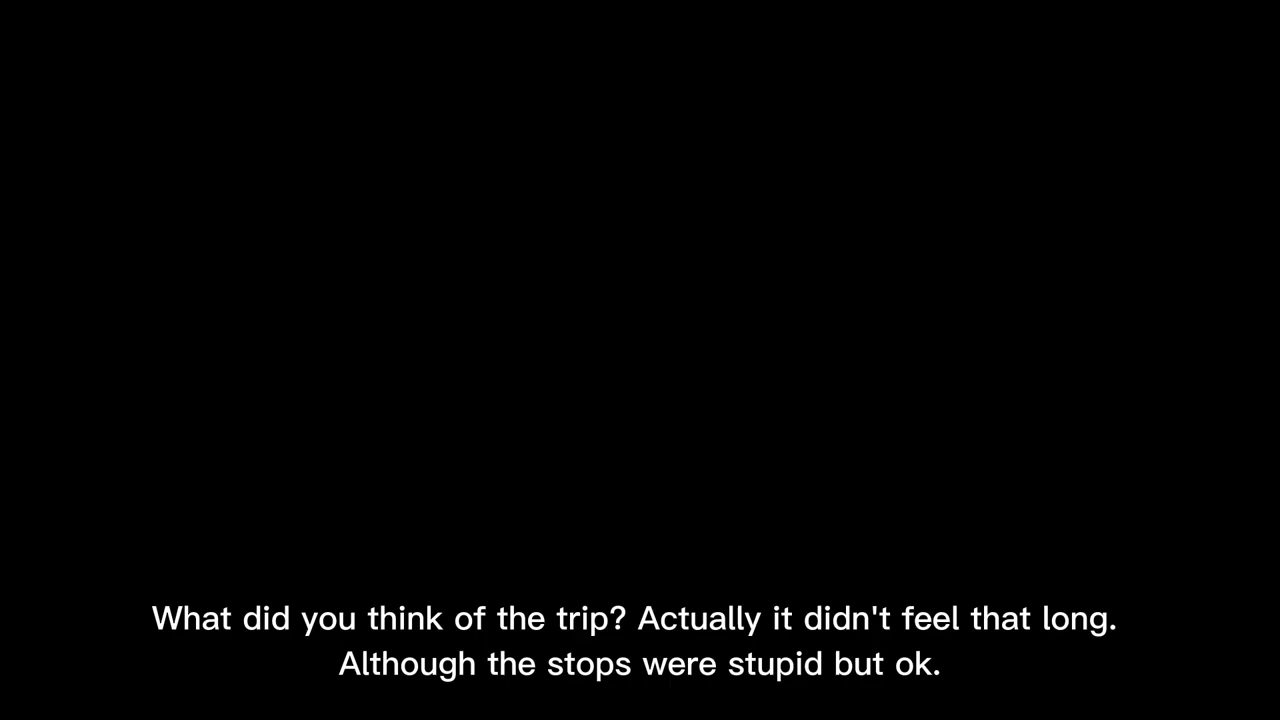 What did you think of the trip? Actually it didn't feel that long.
Although the stops were stupid but ok.